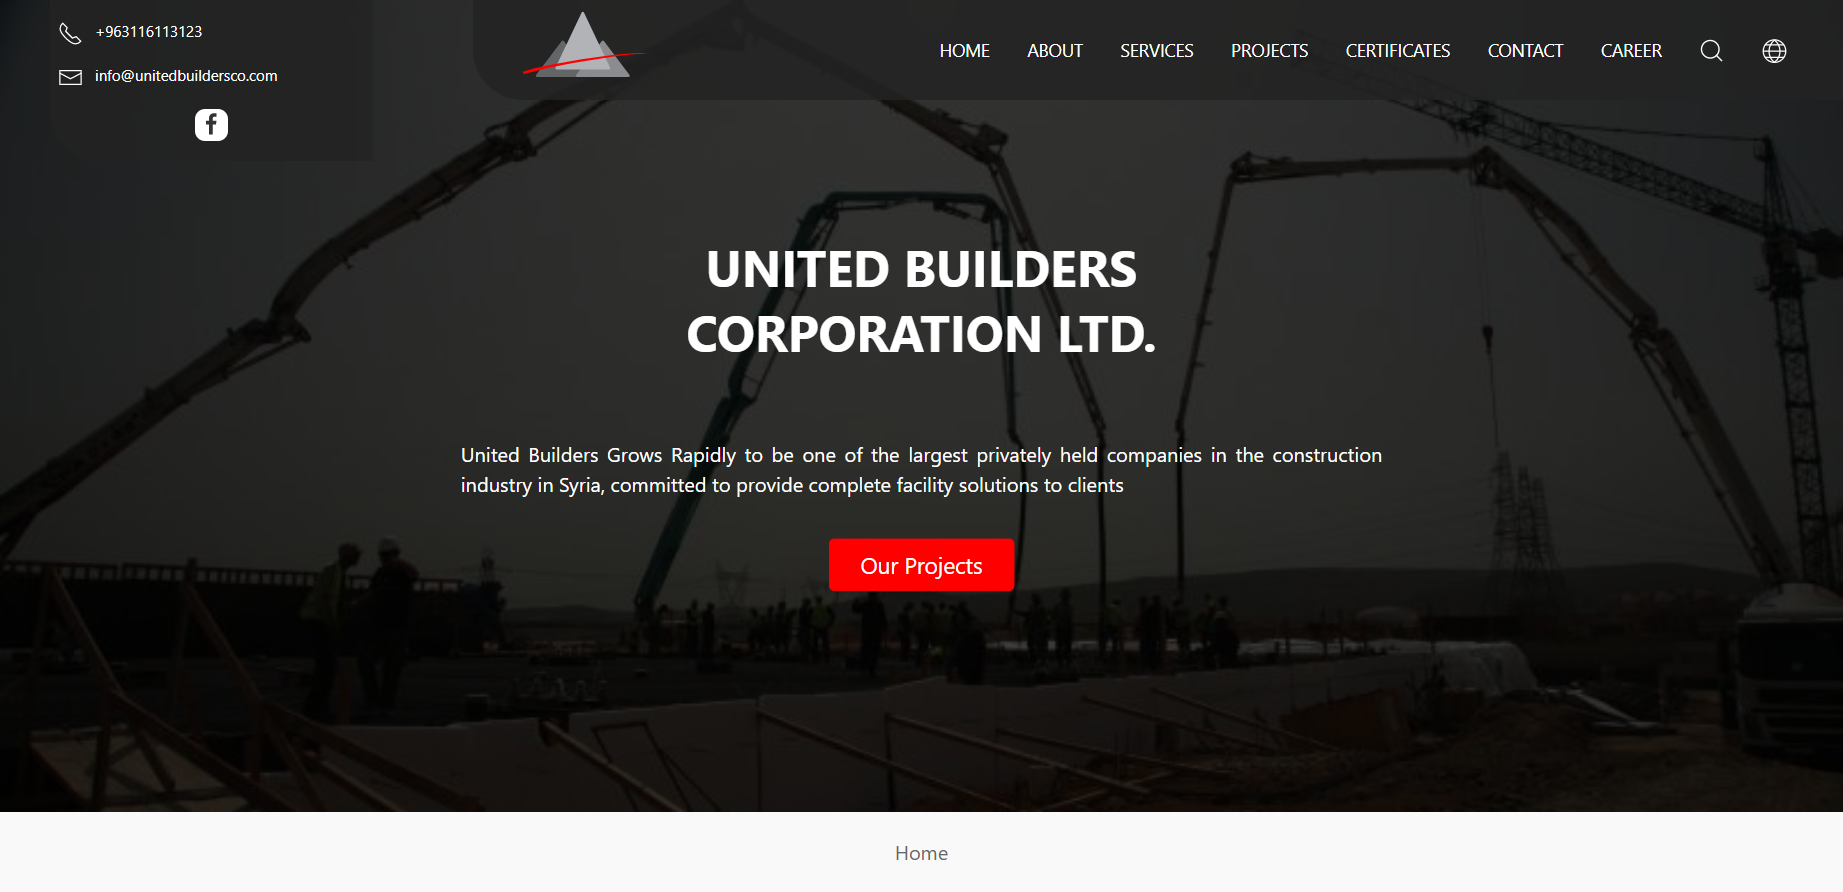 +963116113123
info@unitedbuildersco.com
HOME ABOUT SERVICES PROJECTS CERTIFICATES CONTACT CAREER
UNITED BUILDERS
CORPORATION LTD.
United Builders Grows Rapidly to be one of the largest privately held companies in the construction
industry in Syria, committed to provide complete facility solutions to clients
Our Projects
Home